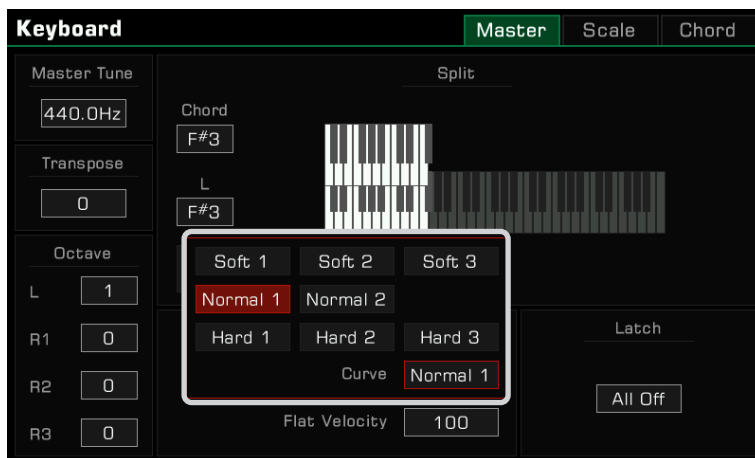 Keyboard
Master Scale Chord
Master Tune
440.0Hz
Transpose
0
Octave
L 1
R1 0
R2 0
R3 0
Split
Chord
F#3
L
F#3
Soft 1 Soft 2 Soft 3
Normal 1 Normal 2
Hard 1 Hard 2 Hard 3
Curve Normal 1
Flat Velocity 100
Latch
All Off